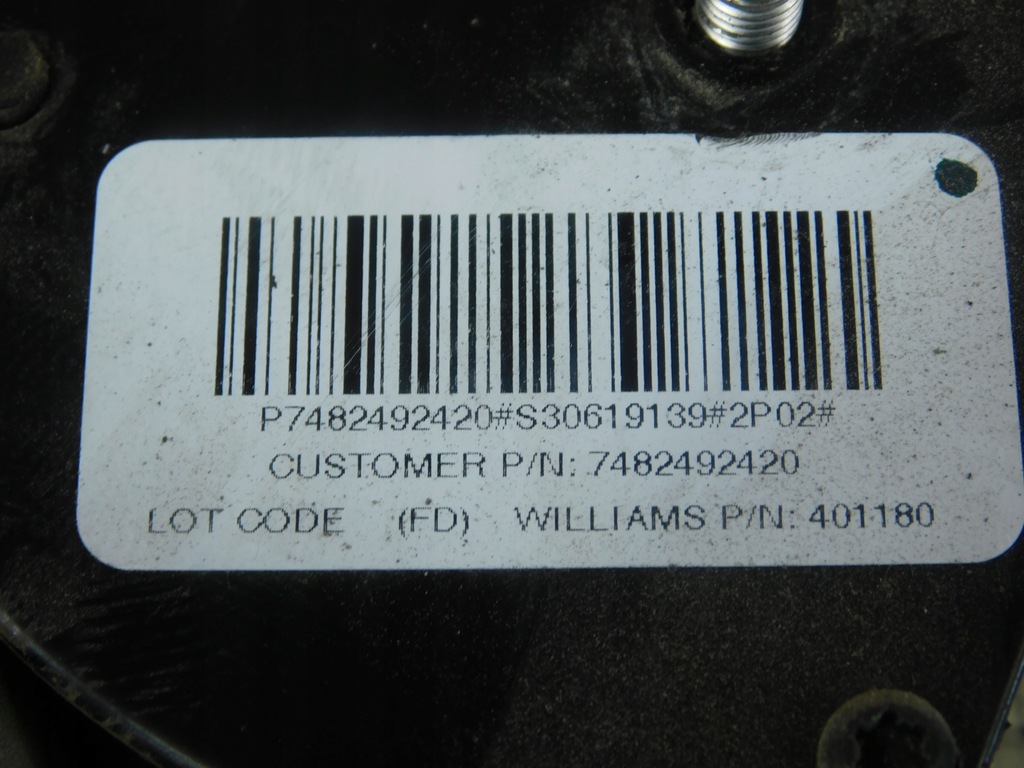 P7482492420#S30619139#2P02#
CUSTOMER P/N: 7482492420
LOT CODE (FD) WILLIAMS P/N: 401180